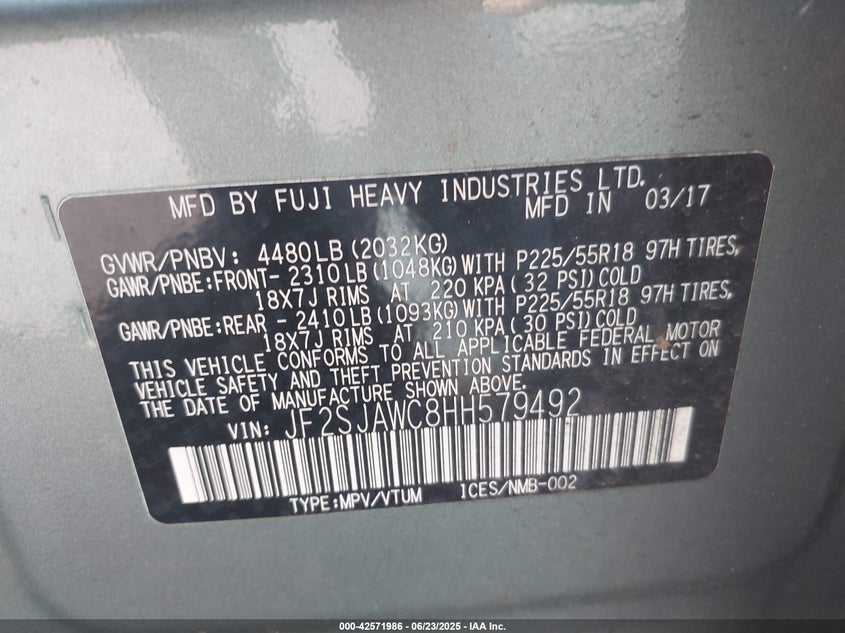 MFD BY FUJI HEAVY INDUSTRIES LTD.
MFD IN 03/17
GVWR/PNBV: 4480LB (2032KG)
GAWR/PNBE:FRONT- 2310LB(1048KG)WITH P225/55R18 97H TIRES,
18X7J RIMS AT 220 KPA(32 PSI)COLD
GAWR/PNBE:REAR - 2410LB(1093KG)WITH P225/55R18 97H TIRES,
18X7J RIMS AT 210 KPA(30 PSI)COLD
THIS VEHICLE CONFORMS TO ALL APPLICABLE FEDERAL MOTOR
VEHICLE SAFETY AND THEFT PREVENTION STANDARDS IN EFFECT ON
THE DATE OF MANUFACTURE SHOWN ABOVE.
VIN: JF2SJAWC8HH579492
TYPE:MPV/VTUM ICES/NMB-002
000-42571986 - 06/23/2025 - IAA Inc.